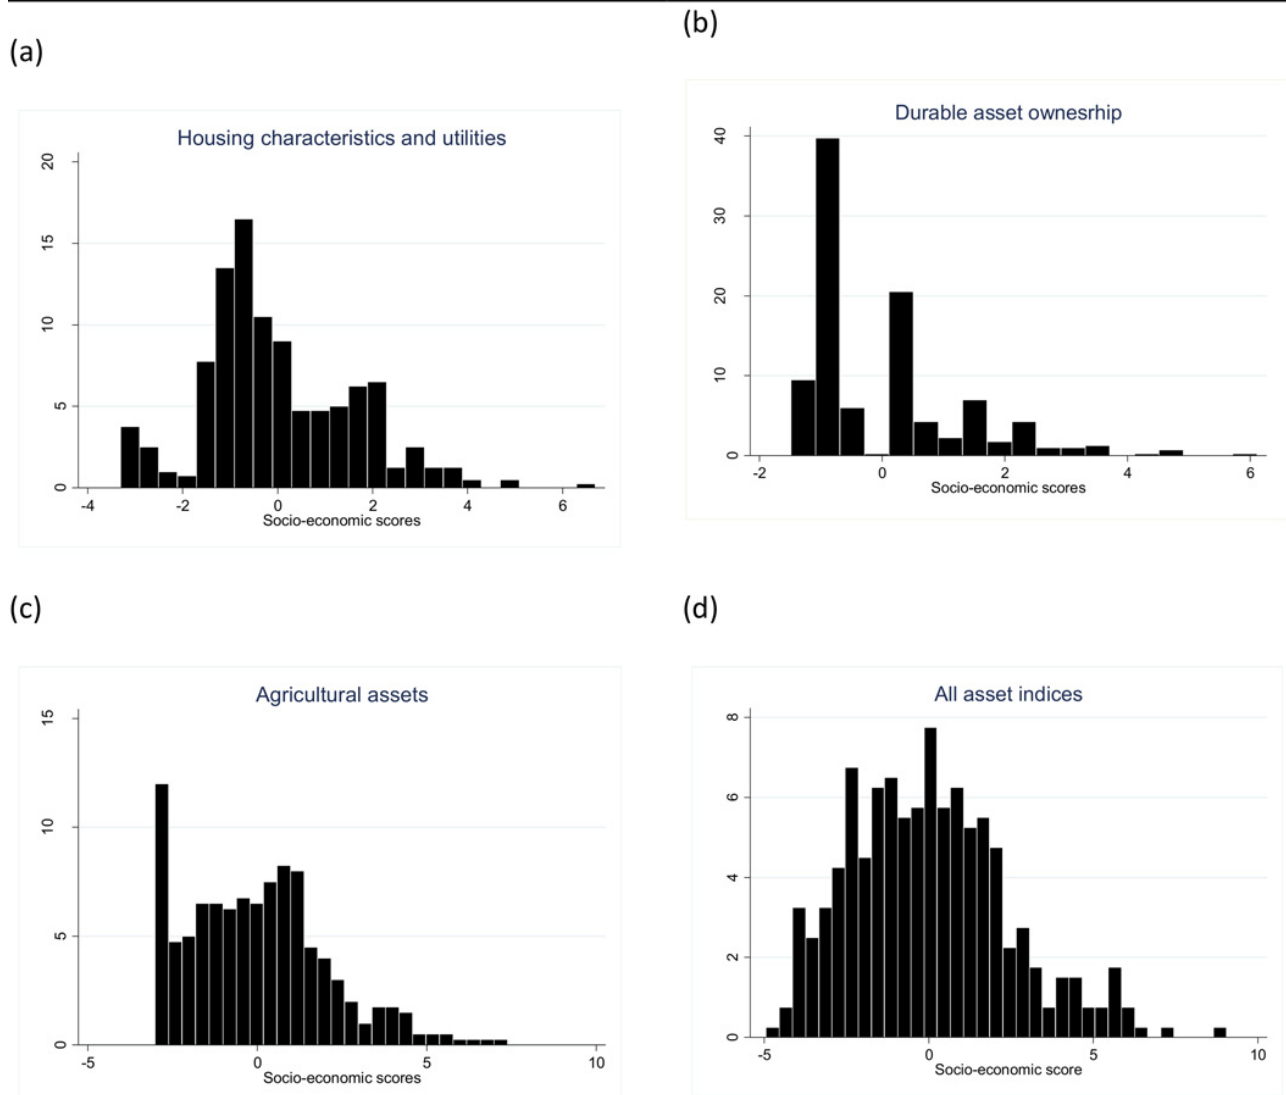 (a)
Housing characteristics and utilities
20
15
10
5
0
-4 -2 0 2 4 6
Socio-economic scores
(b)
Durable asset ownesrhip
40
30
20
10
0
-2 0 2 4 6
Socio-economic scores
(c)
Agricultural assets
15
10
5
0
-5 0 5 10
Socio-economic scores
(d)
All asset indices
8
6
4
2
0
-5 0 5 10
Socio-economic score